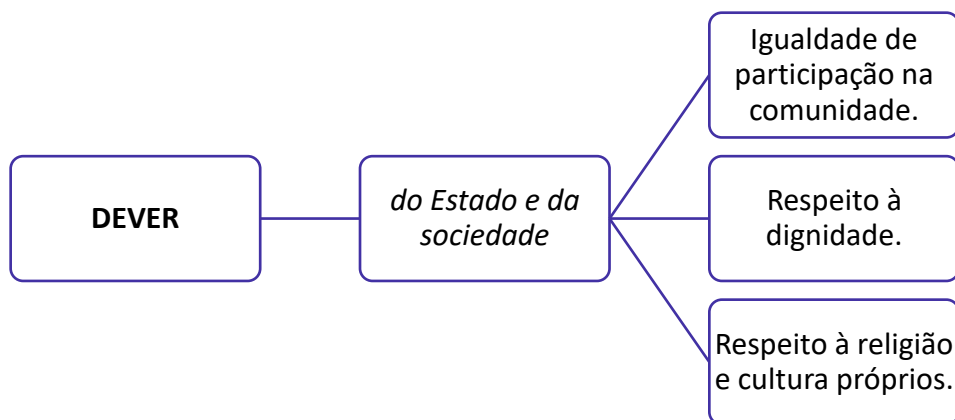 DEVER
do Estado e da
sociedade
Igualdade de
participação na
comunidade.
Respeito à
dignidade.
Respeito à religião
e cultura próprios.